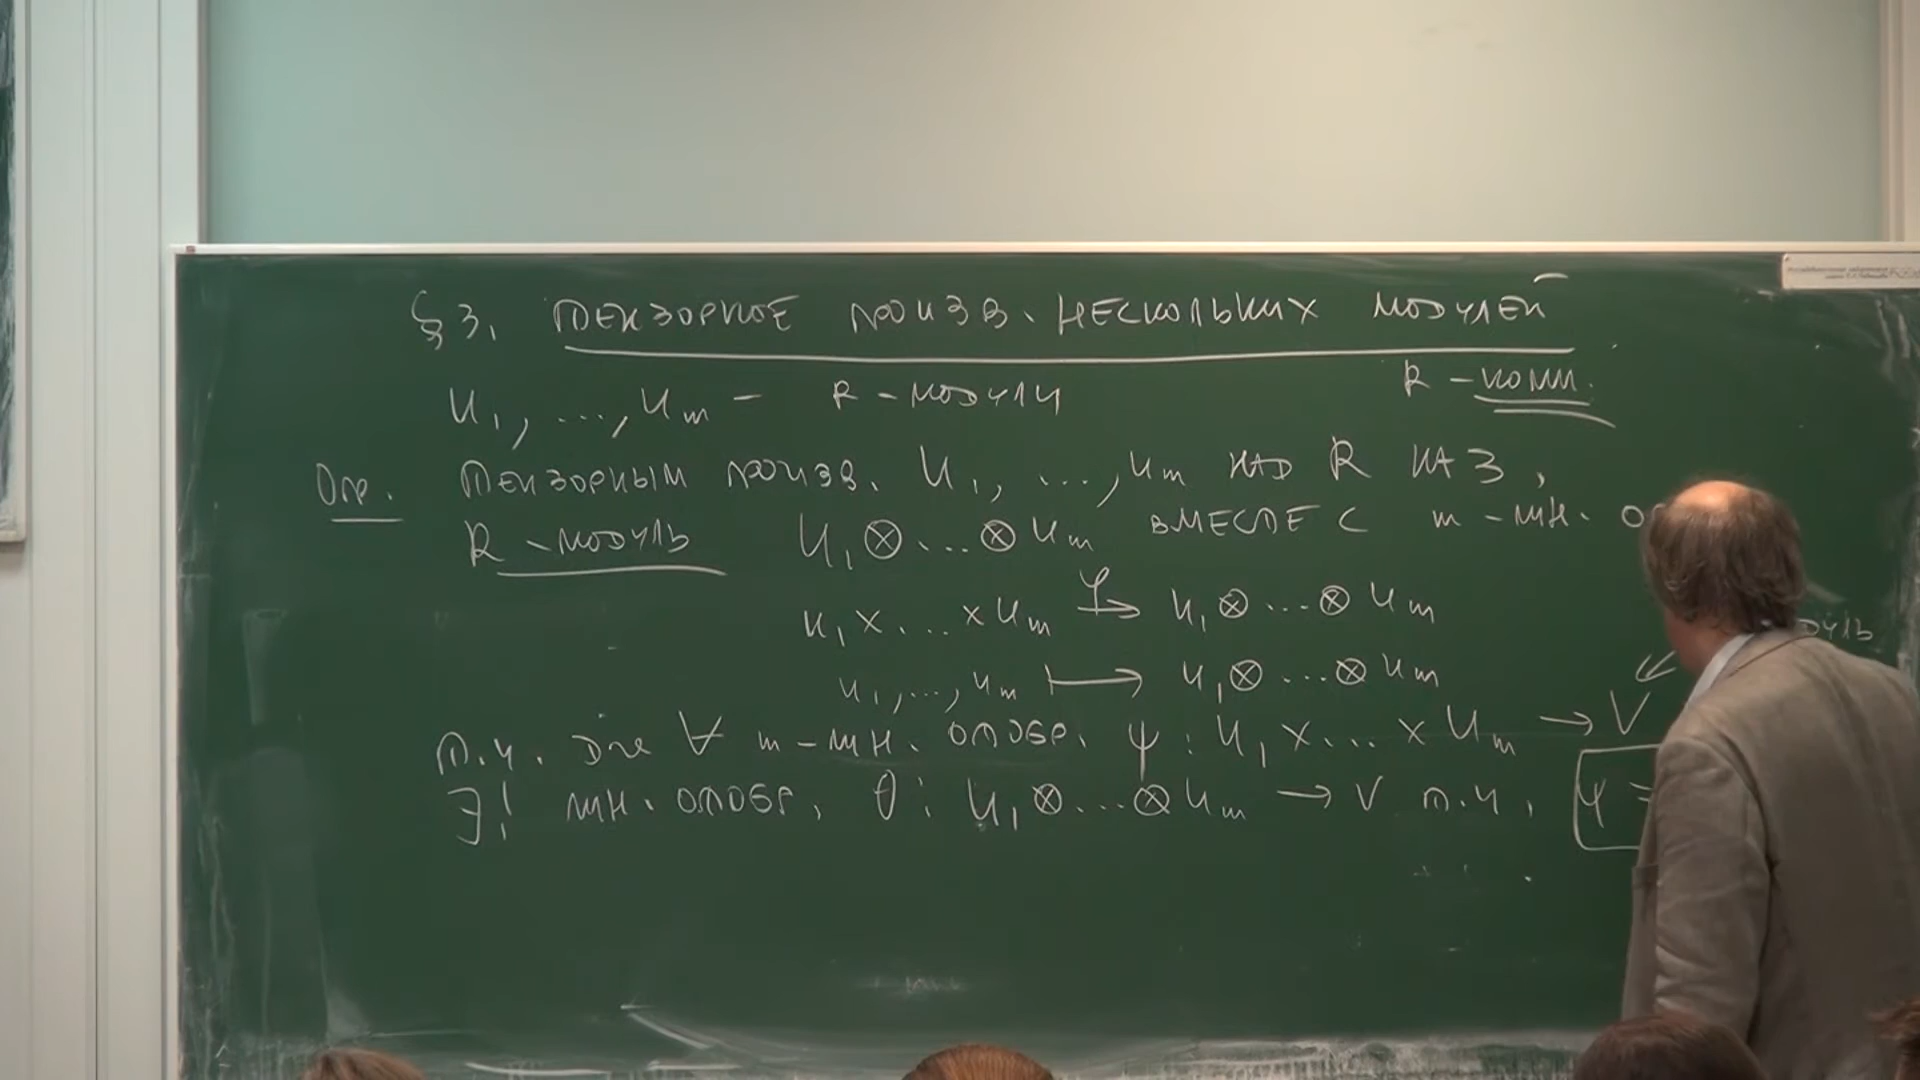 § 3. ТЕНЗОРНОЕ ПРОИЗВ. НЕСКОЛЬКИХ МОДУЛЕЙ
U₁, ..., Uₘ – R-МОДУЛИ R – КОММ.
Опр. ТЕНЗОРНЫМ ПРОИЗВ. U₁, ..., Uₘ НАД R НАЗ.
R-МОДУЛЬ U₁ ⊗ ... ⊗ Uₘ ВМЕСТЕ С m-ЛИН.
U₁ × ... × Uₘ →φ U₁ ⊗ ... ⊗ Uₘ
u₁, ..., uₘ ↦ u₁ ⊗ ... ⊗ uₘ
Т.Ч. Для ∀ m-ЛИН. ОТОБР. ψ : U₁ × ... × Uₘ → V
∃! ЛИН. ОТОБР. θ : U₁ ⊗ ... ⊗ Uₘ → V Т.Ч. ψ =